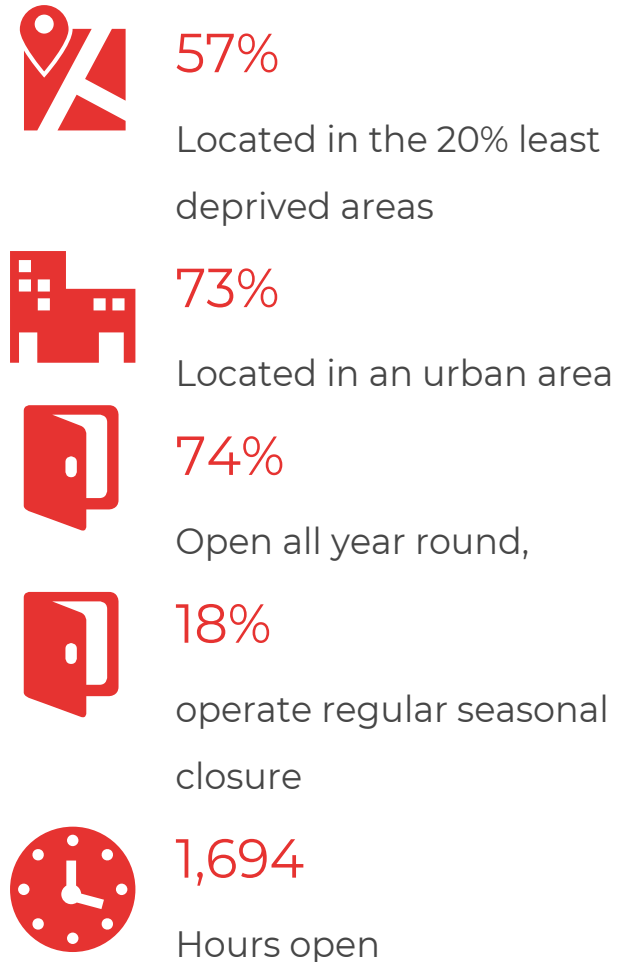 57%
Located in the 20% least
deprived areas
73%
Located in an urban area
74%
Open all year round,
18%
operate regular seasonal
closure
1,694
Hours open